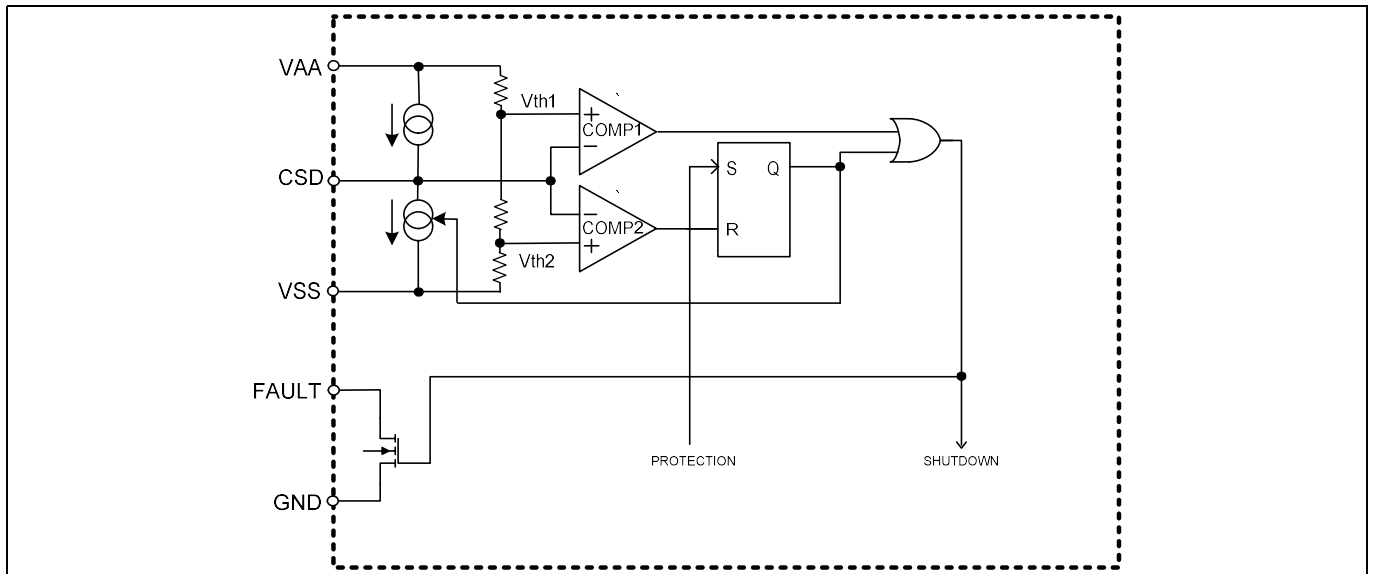 VAA
Vth1
+
COMP1
−
CSD
S Q
−
COMP2
+
R
Vth2
VSS
FAULT
PROTECTION
SHUTDOWN
GND